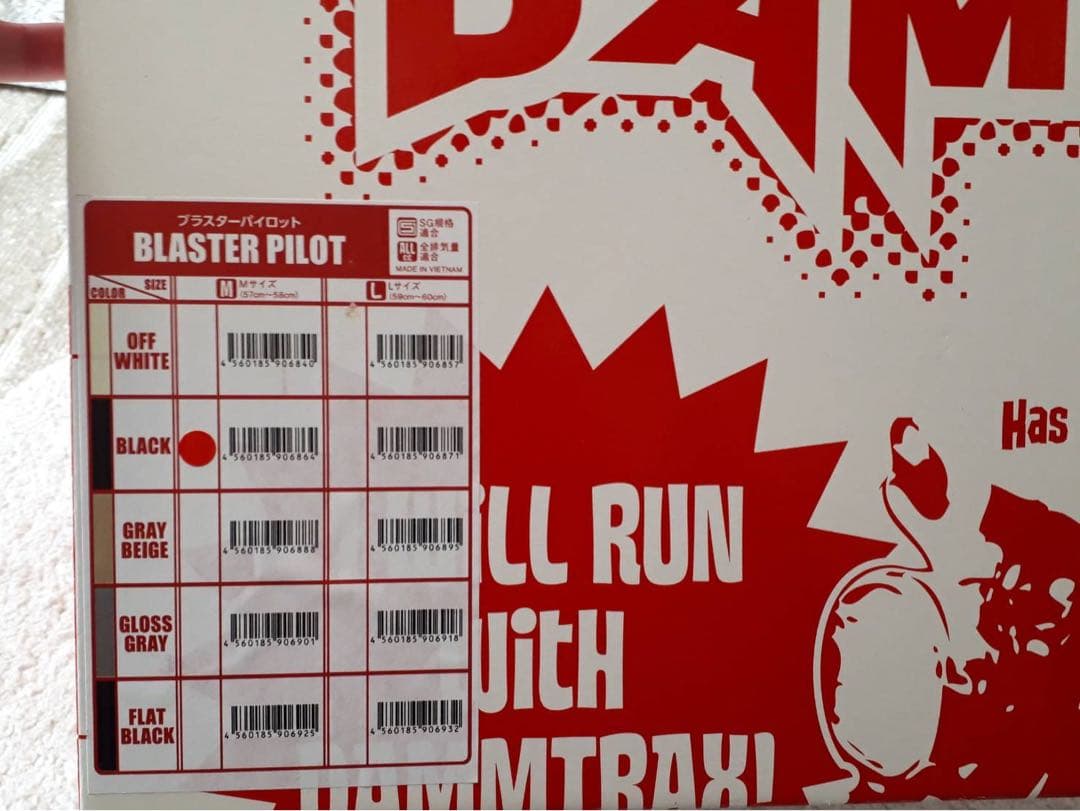 DAM
ブラスターパイロット
BLASTER PILOT
SG規格
適合
ALL
cc
全排気量
適合
MADE IN VIETNAM
SIZE
COLOR
M Mサイズ
(57cm〜58cm)
L Lサイズ
(59cm〜60cm)
OFF
WHITE
4 560185 906840
4 560185 906857
BLACK
4 560185 906864
4 560185 906871
GRAY
BEIGE
4 560185 906888
4 560185 906895
GLOSS
GRAY
4 560185 906901
4 560185 906918
FLAT
BLACK
4 560185 906925
4 560185 906932
Has
ILL RUN
WitH
DAMMTRAX!